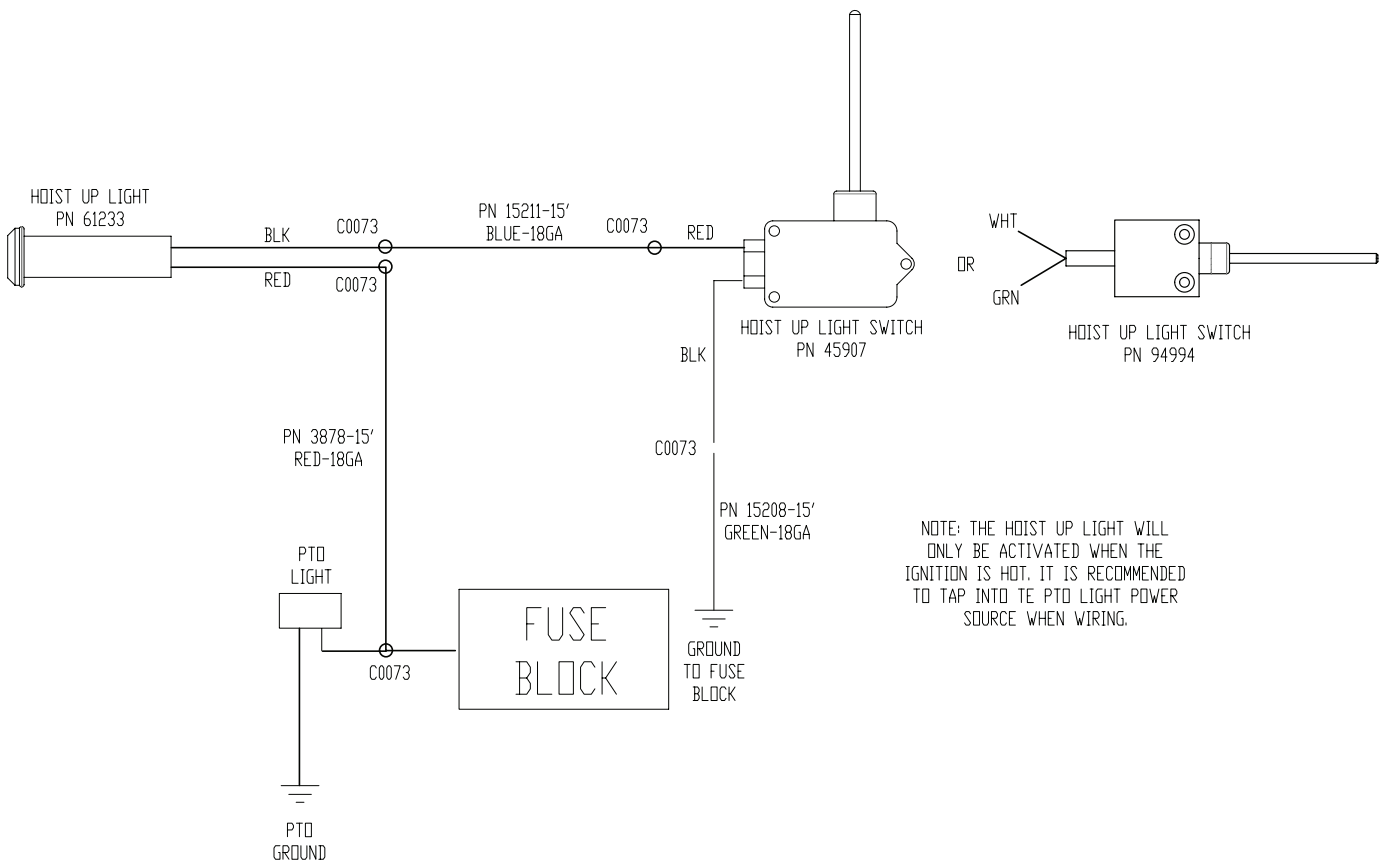 HOIST UP LIGHT
PN 61233
BLK
RED
C0073
C0073
PN 15211-15'
BLUE-18GA
C0073
RED
HOIST UP LIGHT SWITCH
PN 45907
OR
WHT
GRN
HOIST UP LIGHT SWITCH
PN 94994
BLK
PN 3878-15'
RED-18GA
C0073
PN 15208-15'
GREEN-18GA
NOTE: THE HOIST UP LIGHT WILL
ONLY BE ACTIVATED WHEN THE
IGNITION IS HOT. IT IS RECOMMENDED
TO TAP INTO TE PTO LIGHT POWER
SOURCE WHEN WIRING.
PTO
LIGHT
FUSE
BLOCK
C0073
GROUND
TO FUSE
BLOCK
PTO
GROUND